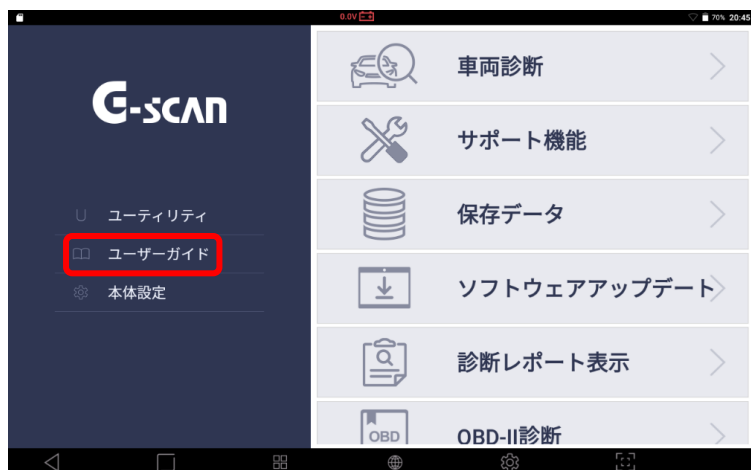 0.0V
70% 20:45
G-scan
ユーティリティ
ユーザーガイド
本体設定
車両診断
サポート機能
保存データ
ソフトウェアアップデート
診断レポート表示
OBD
OBD-II診断